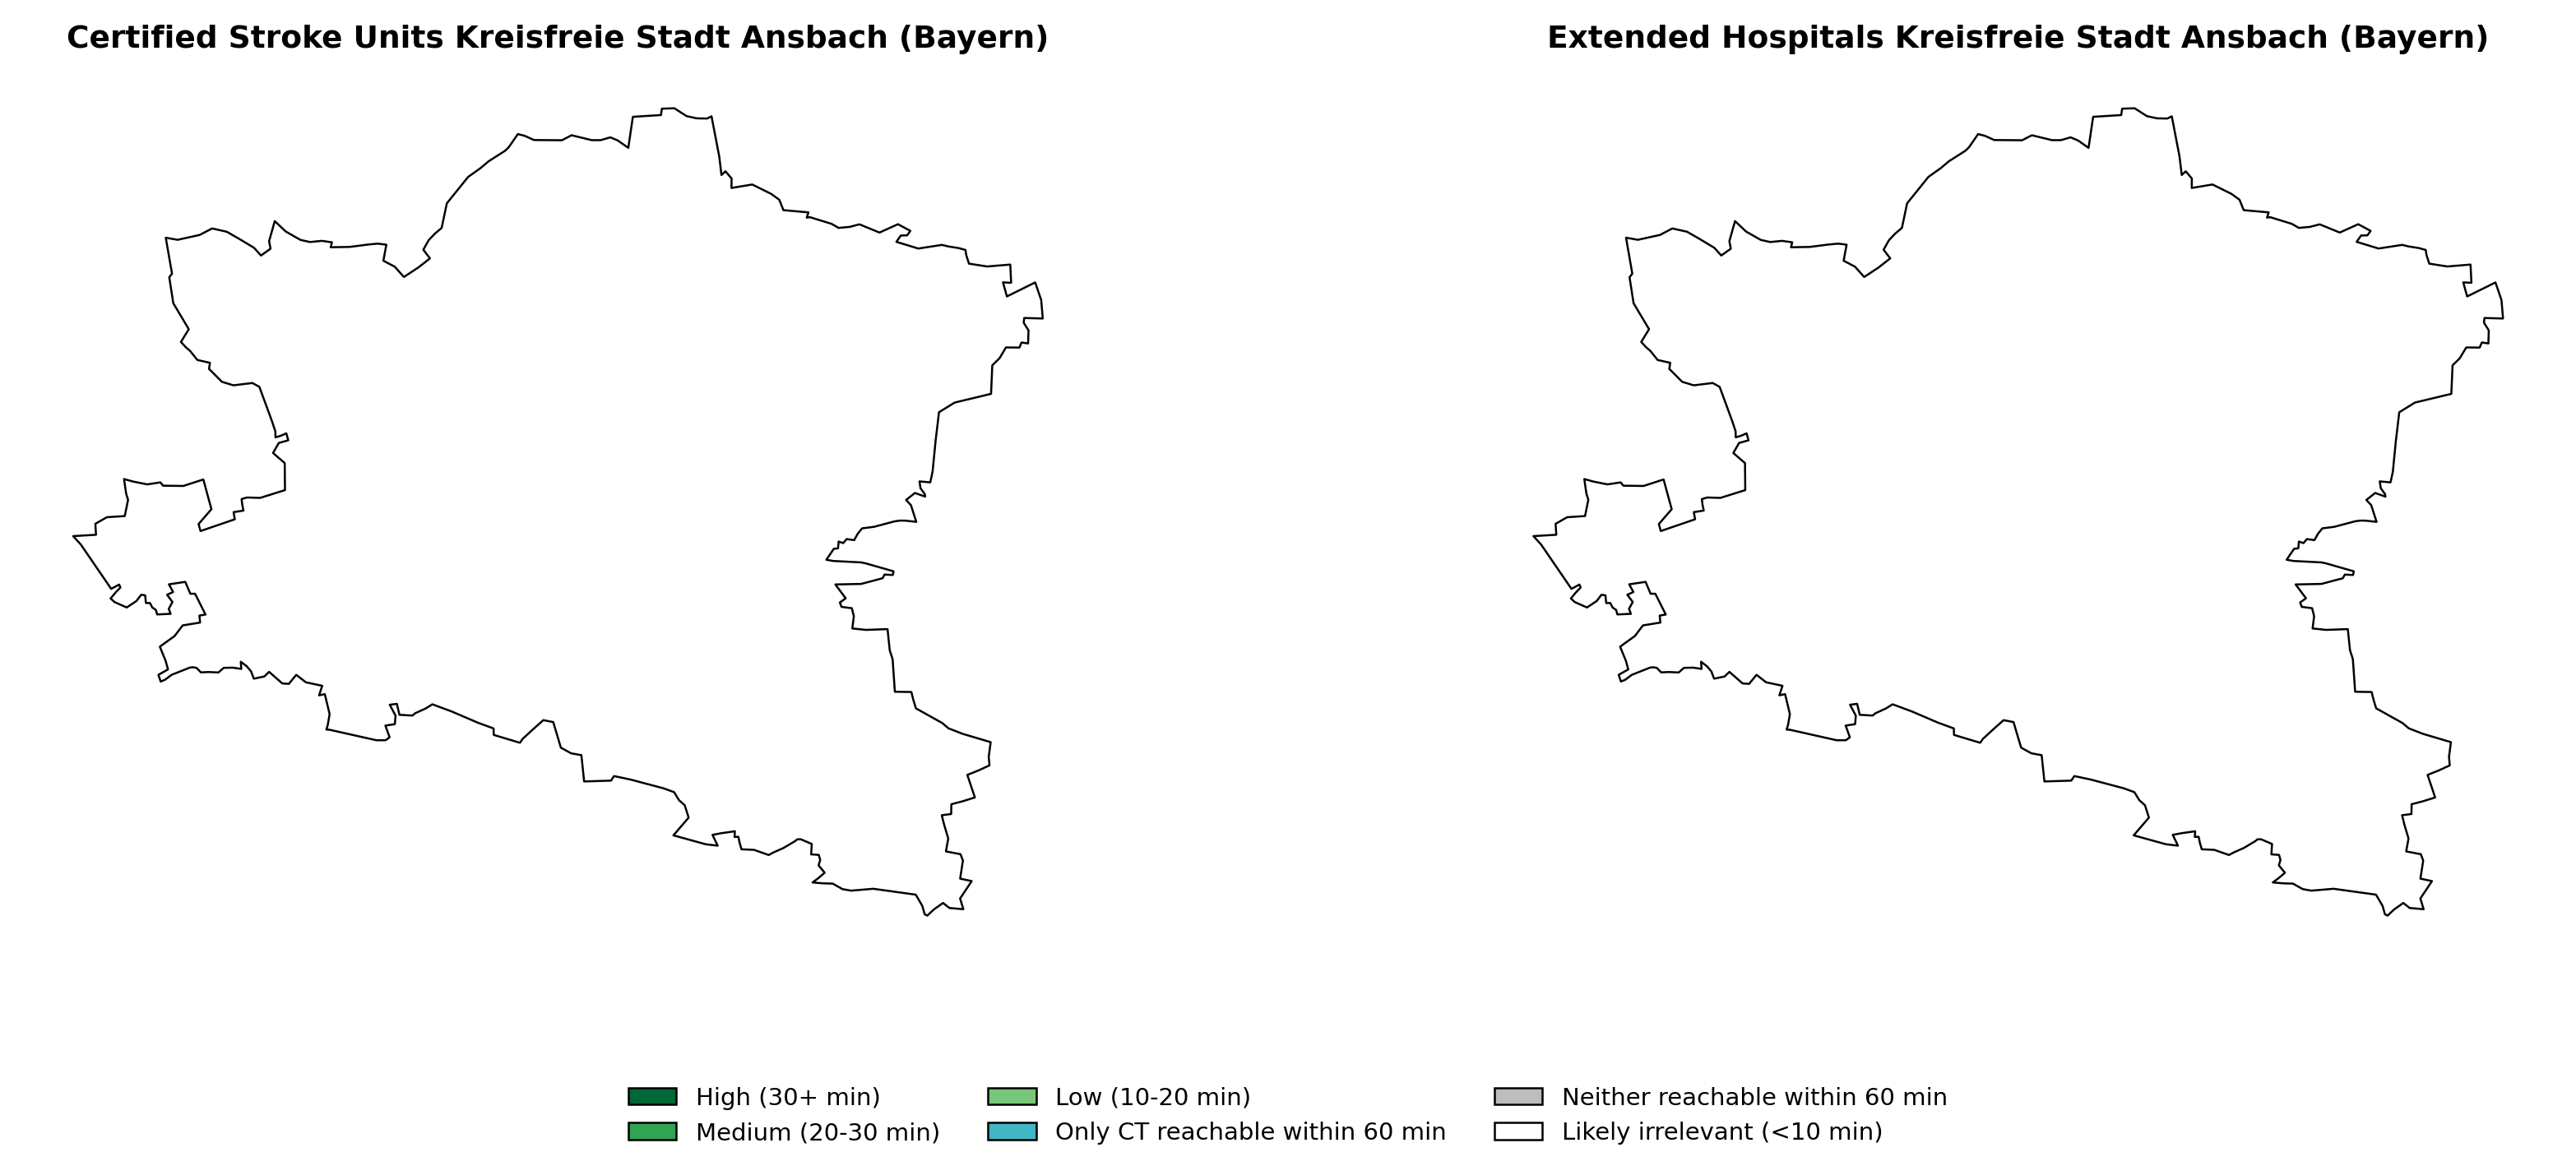 Certified Stroke Units Kreisfreie Stadt Ansbach (Bayern)
Extended Hospitals Kreisfreie Stadt Ansbach (Bayern)
High (30+ min)
Medium (20-30 min)
Low (10-20 min)
Only CT reachable within 60 min
Neither reachable within 60 min
Likely irrelevant (<10 min)